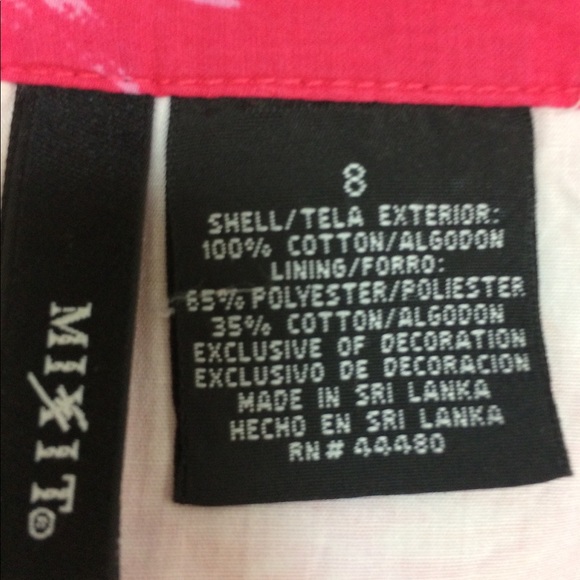 MIXIT®
8
SHELL/TELA EXTERIOR:
100% COTTON/ALGODON
LINING/FORRO:
65% POLYESTER/POLIESTER
35% COTTON/ALGODON
EXCLUSIVE OF DECORATION
EXCLUSIVO DE DECORACION
MADE IN SRI LANKA
HECHO EN SRI LANKA
RN# 44480